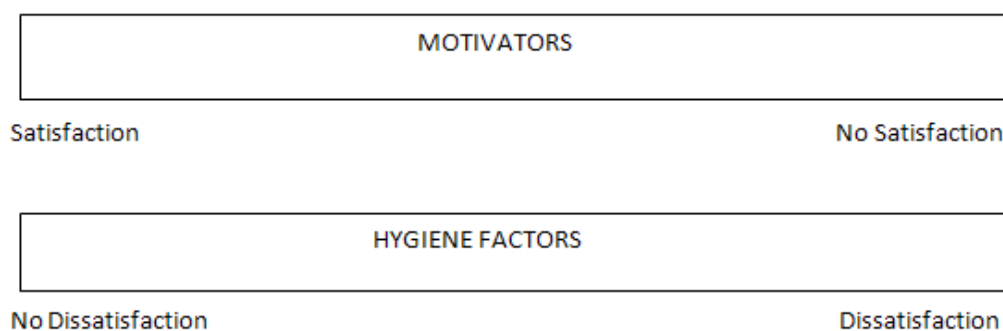 MOTIVATORS
Satisfaction No Satisfaction
HYGIENE FACTORS
No Dissatisfaction Dissatisfaction